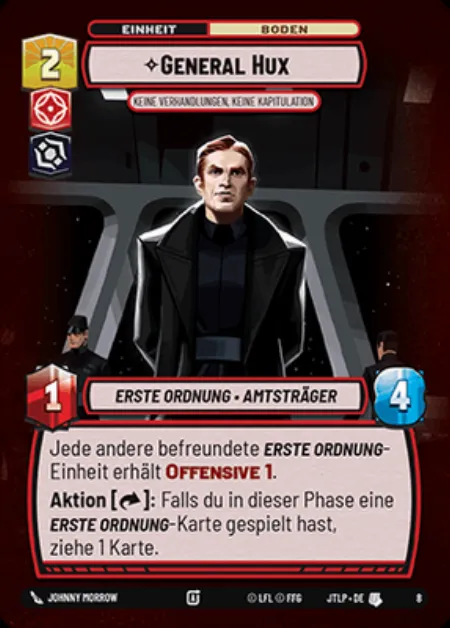 EINHEIT
BODEN
2
GENERAL HUX
KEINE VERHANDLUNGEN, KEINE KAPITULATION
1
ERSTE ORDNUNG • AMTSTRÄGER
4
Jede andere befreundete ERSTE ORDNUNG-
Einheit erhält OFFENSIVE 1.
Aktion []: Falls du in dieser Phase eine
ERSTE ORDNUNG-Karte gespielt hast,
ziehe 1 Karte.
JOHNNY MORROW
© LFL © FFG
JTLP • DE
8